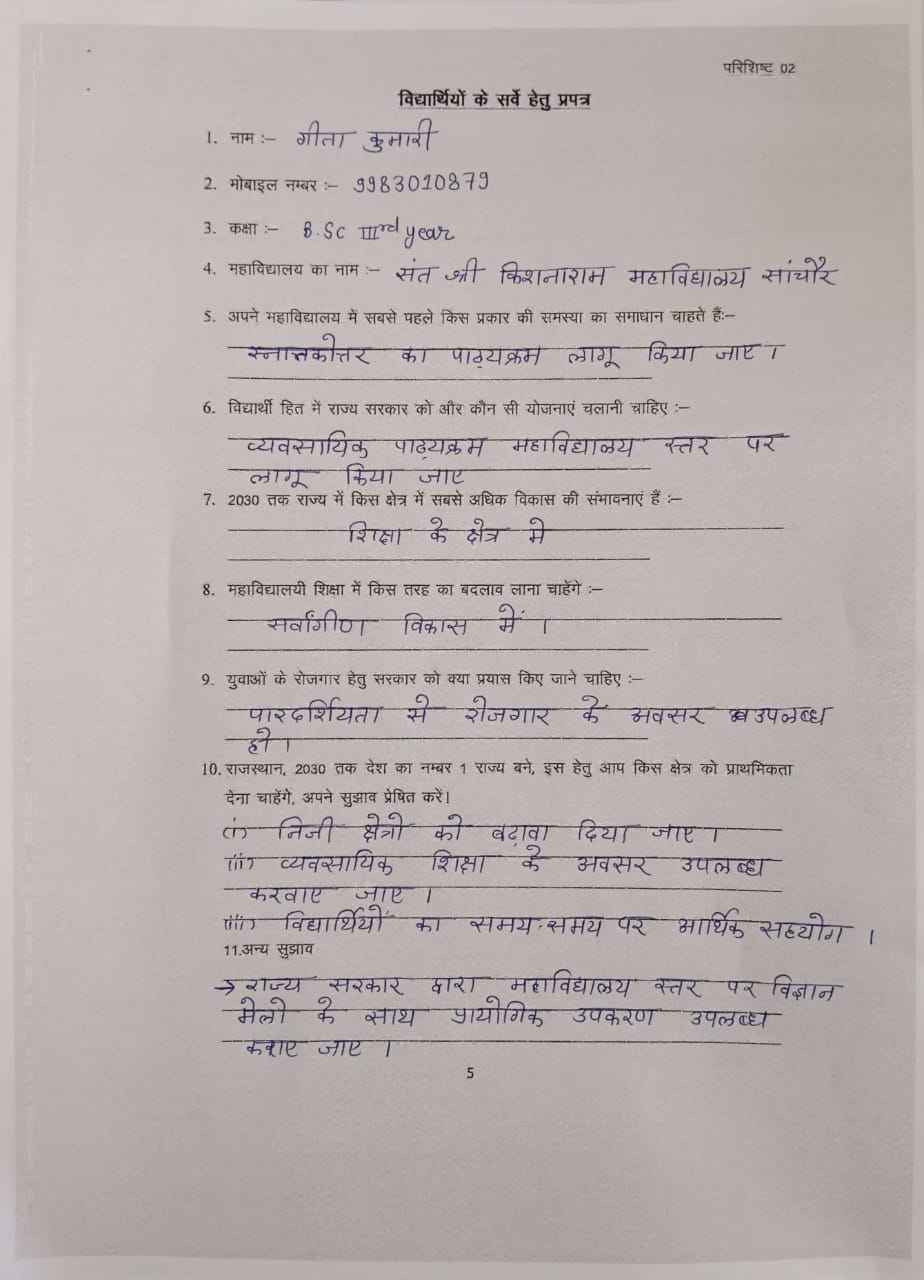 परिशिष्ट 02
विद्यार्थियों के सर्वे हेतु प्रपत्र
1. नाम :– गीता कुमारी
2. मोबाइल नम्बर :– 9983010879
3. कक्षा :– B.Sc IIIrd year
4. महाविद्यालय का नाम :– संत श्री किशनाराम महाविद्यालय सांचौर
5. अपने महाविद्यालय में सबसे पहले किस प्रकार की समस्या का समाधान चाहते हैः–
स्नात्तकोत्तर का पाढ़यक्रम लागू किया जाए ।
6. विद्यार्थी हित में राज्य सरकार को और कौन सी योजनाएं चलानी चाहिए :–
व्यवसायिक पाढ़यक्रम महाविद्यालय स्तर पर
लागू किया जाए
7. 2030 तक राज्य में किस क्षेत्र में सबसे अधिक विकास की संभावनाएं हैं :–
शिक्षा के क्षेत्र मे
8. महाविद्यालयी शिक्षा में किस तरह का बदलाव लाना चाहेंगे :–
सर्वांगीण विकास में ।
9. युवाओं के रोजगार हेतु सरकार को क्या प्रयास किए जाने चाहिए :–
पारदर्शियता से रोजगार के अवसर उपलब्ध
हो ।
10. राजस्थान, 2030 तक देश का नम्बर 1 राज्य बने, इस हेतु आप किस क्षेत्र को प्राथमिकता
देना चाहेंगे, अपने सुझाव प्रेषित करें।
(i) निजी क्षेत्रो को बढ़ावा दिया जाए ।
(ii) व्यवसायिक शिक्षा के अवसर उपलब्ध
करवाए जाए ।
(iii) विद्यार्थियों का समय-समय पर आर्थिक सहयोग ।
11.अन्य सुझाव
→ राज्य सरकार द्वारा महाविद्यालय स्तर पर विज्ञान
मेलो के साथ प्रायोगिक उपकरण उपलब्ध
कराए जाए ।
5